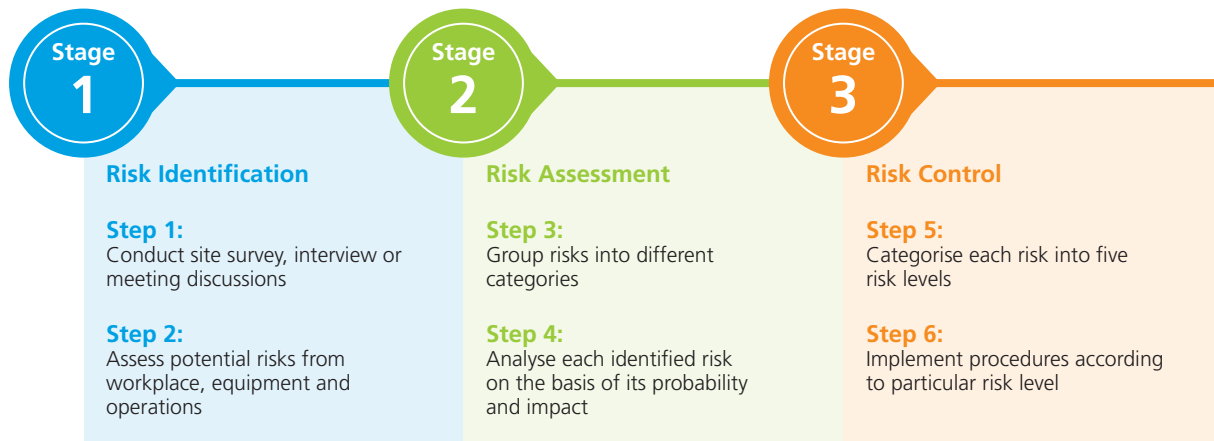 Stage
1
Risk Identification
Step 1:
Conduct site survey, interview or
meeting discussions
Step 2:
Assess potential risks from
workplace, equipment and
operations
Stage
2
Risk Assessment
Step 3:
Group risks into different
categories
Step 4:
Analyse each identified risk
on the basis of its probability
and impact
Stage
3
Risk Control
Step 5:
Categorise each risk into five
risk levels
Step 6:
Implement procedures according
to particular risk level